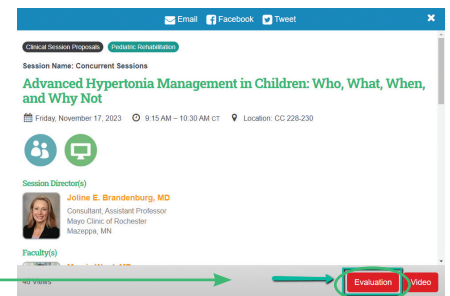 Email Facebook Tweet ×
Clinical Session Proposals Pediatric Rehabilitation
Session Name: Concurrent Sessions
Advanced Hypertonia Management in Children: Who, What, When,
and Why Not
Friday, November 17, 2023 9:15 AM – 10:30 AM CT Location: CC 228-230
Session Director(s)
Joline E. Brandenburg, MD
Consultant, Assistant Professor
Mayo Clinic of Rochester
Mazeppa, MN
Faculty(s)
Views
Evaluation Video